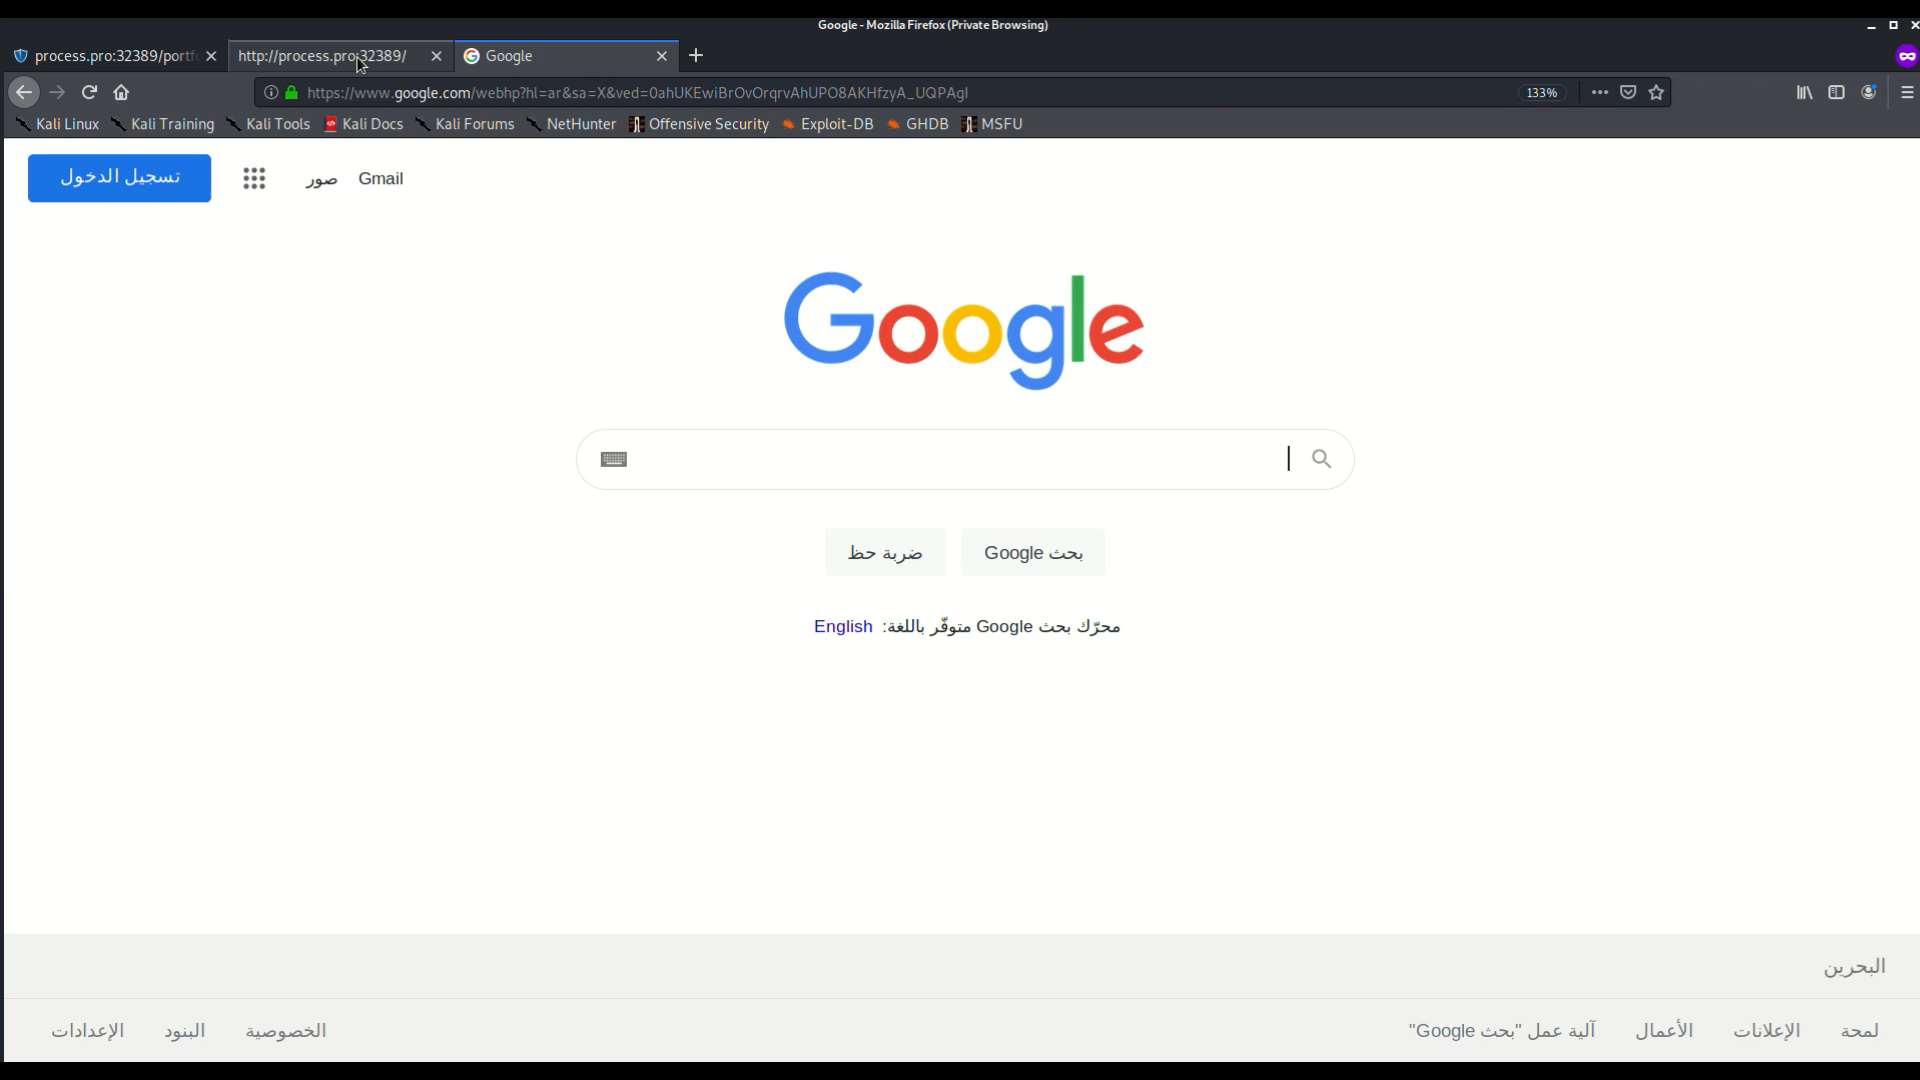 Google - Mozilla Firefox (Private Browsing)
process.pro:32389/portf
http://process.pro:32389/
Google
https://www.google.com/webhp?hl=ar&sa=X&ved=0ahUKEwiBrOvOrqrvAhUPO8AKHfzyA_UQPAgI
133%
Kali Linux Kali Training Kali Tools Kali Docs Kali Forums NetHunter Offensive Security Exploit-DB GHDB MSFU
تسجيل الدخول
صور
Gmail
Google
بحث Google
ضربة حظ
محرّك بحث Google متوفّر باللغة: English
البحرين
لمحة
الإعلانات
الأعمال
آلية عمل "بحث Google"
الخصوصية
البنود
الإعدادات